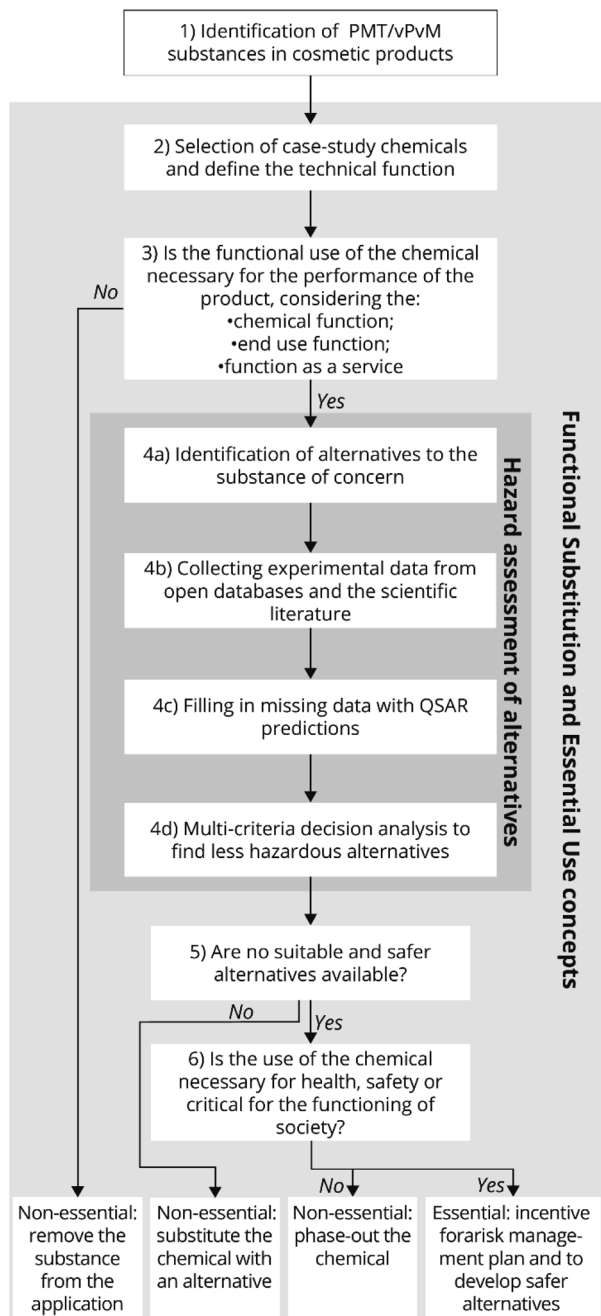 1) Identification of PMT/vPvM
substances in cosmetic products
2) Selection of case-study chemicals
and define the technical function
3) Is the functional use of the chemical
necessary for the performance of the
product, considering the:
•chemical function;
•end use function;
•function as a service
No
Yes
4a) Identification of alternatives to the
substance of concern
4b) Collecting experimental data from
open databases and the scientific
literature
4c) Filling in missing data with QSAR
predictions
4d) Multi-criteria decision analysis to
find less hazardous alternatives
Hazard assessment of alternatives
Functional Substitution and Essential Use concepts
5) Are no suitable and safer
alternatives available?
No
Yes
6) Is the use of the chemical
necessary for health, safety or
critical for the functioning of
society?
No
Yes
Non-essential:
remove the
substance
from the
application
Non-essential:
substitute the
chemical with
an alternative
Non-essential:
phase-out the
chemical
Essential: incentive
forarisk manage-
ment plan and to
develop safer
alternatives